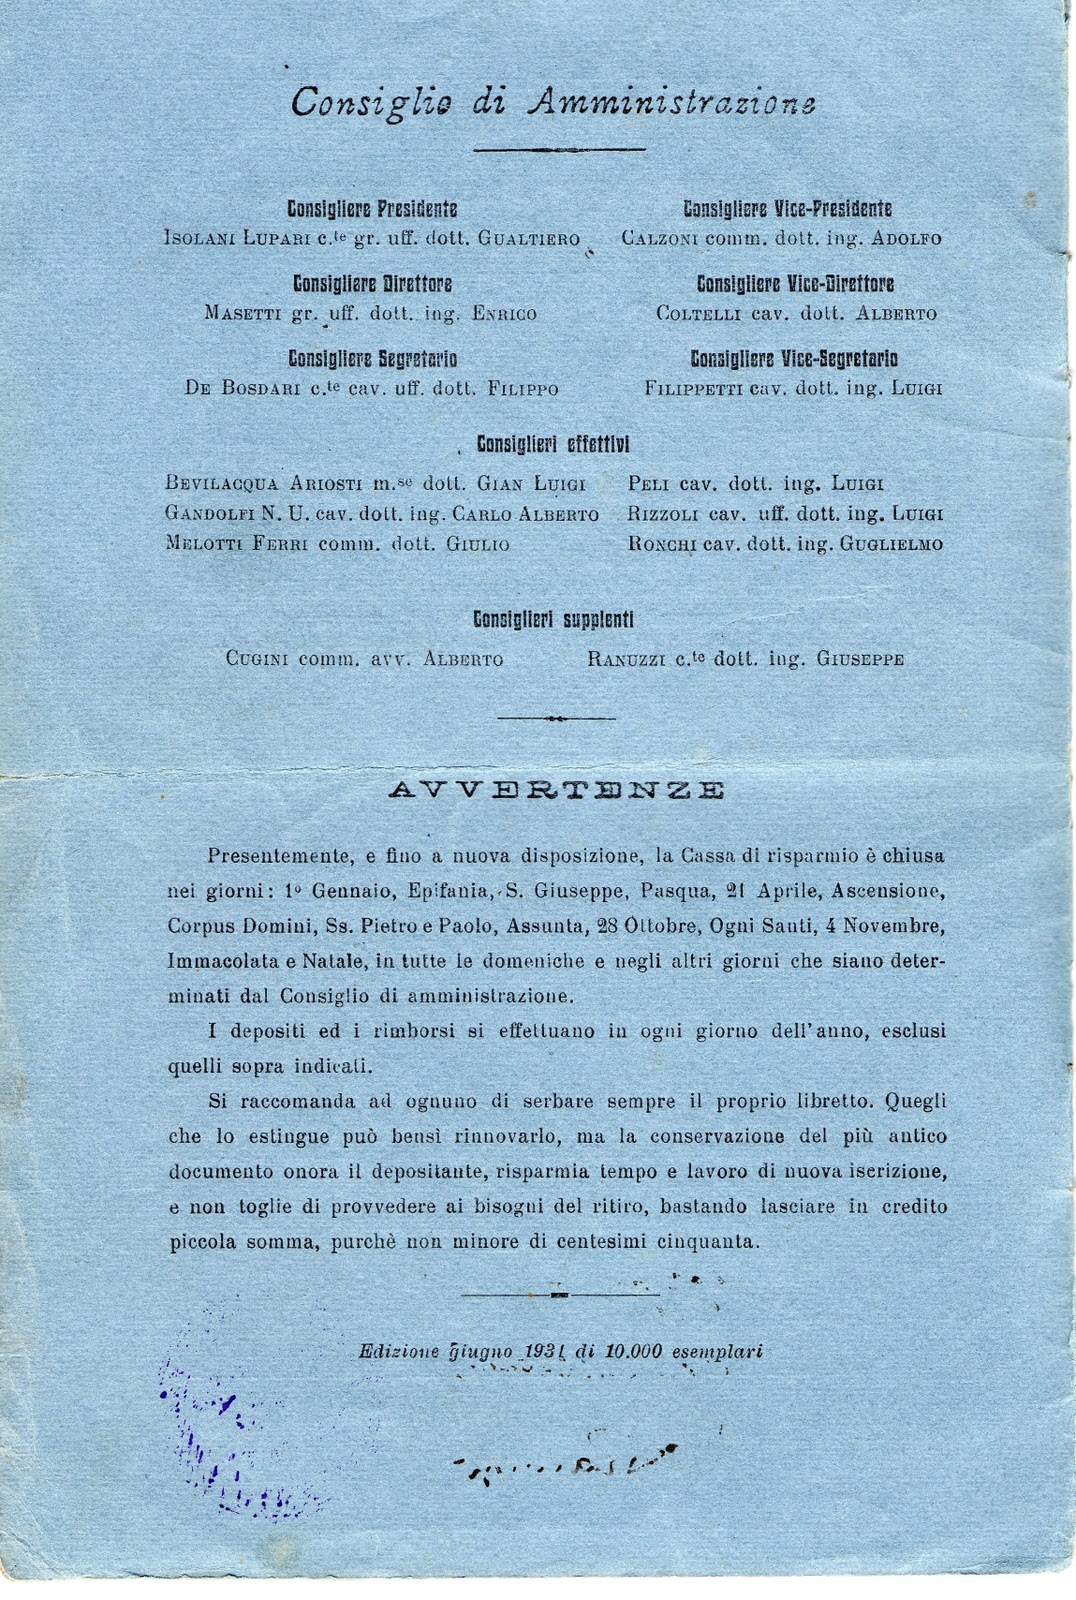 Consiglio di Amministrazione
Consigliere Presidente
ISOLANI LUPARI c.te gr. uff. dott. GUALTIERO
Consigliere Vice-Presidente
CALZONI comm. dott. ing. ADOLFO
Consigliere Direttore
MASETTI gr. uff. dott. ing. ENRICO
Consigliere Vice-Direttore
COLTELLI cav. dott. ALBERTO
Consigliere Segretario
DE BOSDARI c.te cav. uff. dott. FILIPPO
Consigliere Vice-Segretario
FILIPPETTI cav. dott. ing. LUIGI
Consiglieri effettivi
BEVILACQUA ARIOSTI m.se dott. GIAN LUIGI
GANDOLFI N. U. cav. dott. ing. CARLO ALBERTO
MELOTTI FERRI comm. dott. GIULIO
PELI cav. dott. ing. LUIGI
RIZZOLI cav. uff. dott. ing. LUIGI
RONCHI cav. dott. ing. GUGLIELMO
Consiglieri supplenti
CUGINI comm. avv. ALBERTO
RANUZZI c.te dott. ing. GIUSEPPE
AVVERTENZE
Presentemente, e fino a nuova disposizione, la Cassa di risparmio è chiusa
nei giorni: 1º Gennaio, Epifania, S. Giuseppe, Pasqua, 21 Aprile, Ascensione,
Corpus Domini, Ss. Pietro e Paolo, Assunta, 28 Ottobre, Ogni Santi, 4 Novembre,
Immacolata e Natale, in tutte le domeniche e negli altri giorni che siano deter-
minati dal Consiglio di amministrazione.
I depositi ed i rimborsi si effettuano in ogni giorno dell'anno, esclusi
quelli sopra indicati.
Si raccomanda ad ognuno di serbare sempre il proprio libretto. Quegli
che lo estingue può bensì rinnovarlo, ma la conservazione del più antico
documento onora il depositante, risparmia tempo e lavoro di nuova iscrizione,
e non toglie di provvedere ai bisogni del ritiro, bastando lasciare in credito
piccola somma, purchè non minore di centesimi cinquanta.
Edizione giugno 1931 di 10.000 esemplari